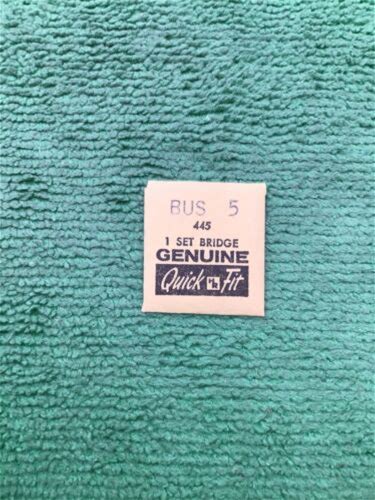 BUS 5
445
1 SET BRIDGE
GENUINE
Quick Fit